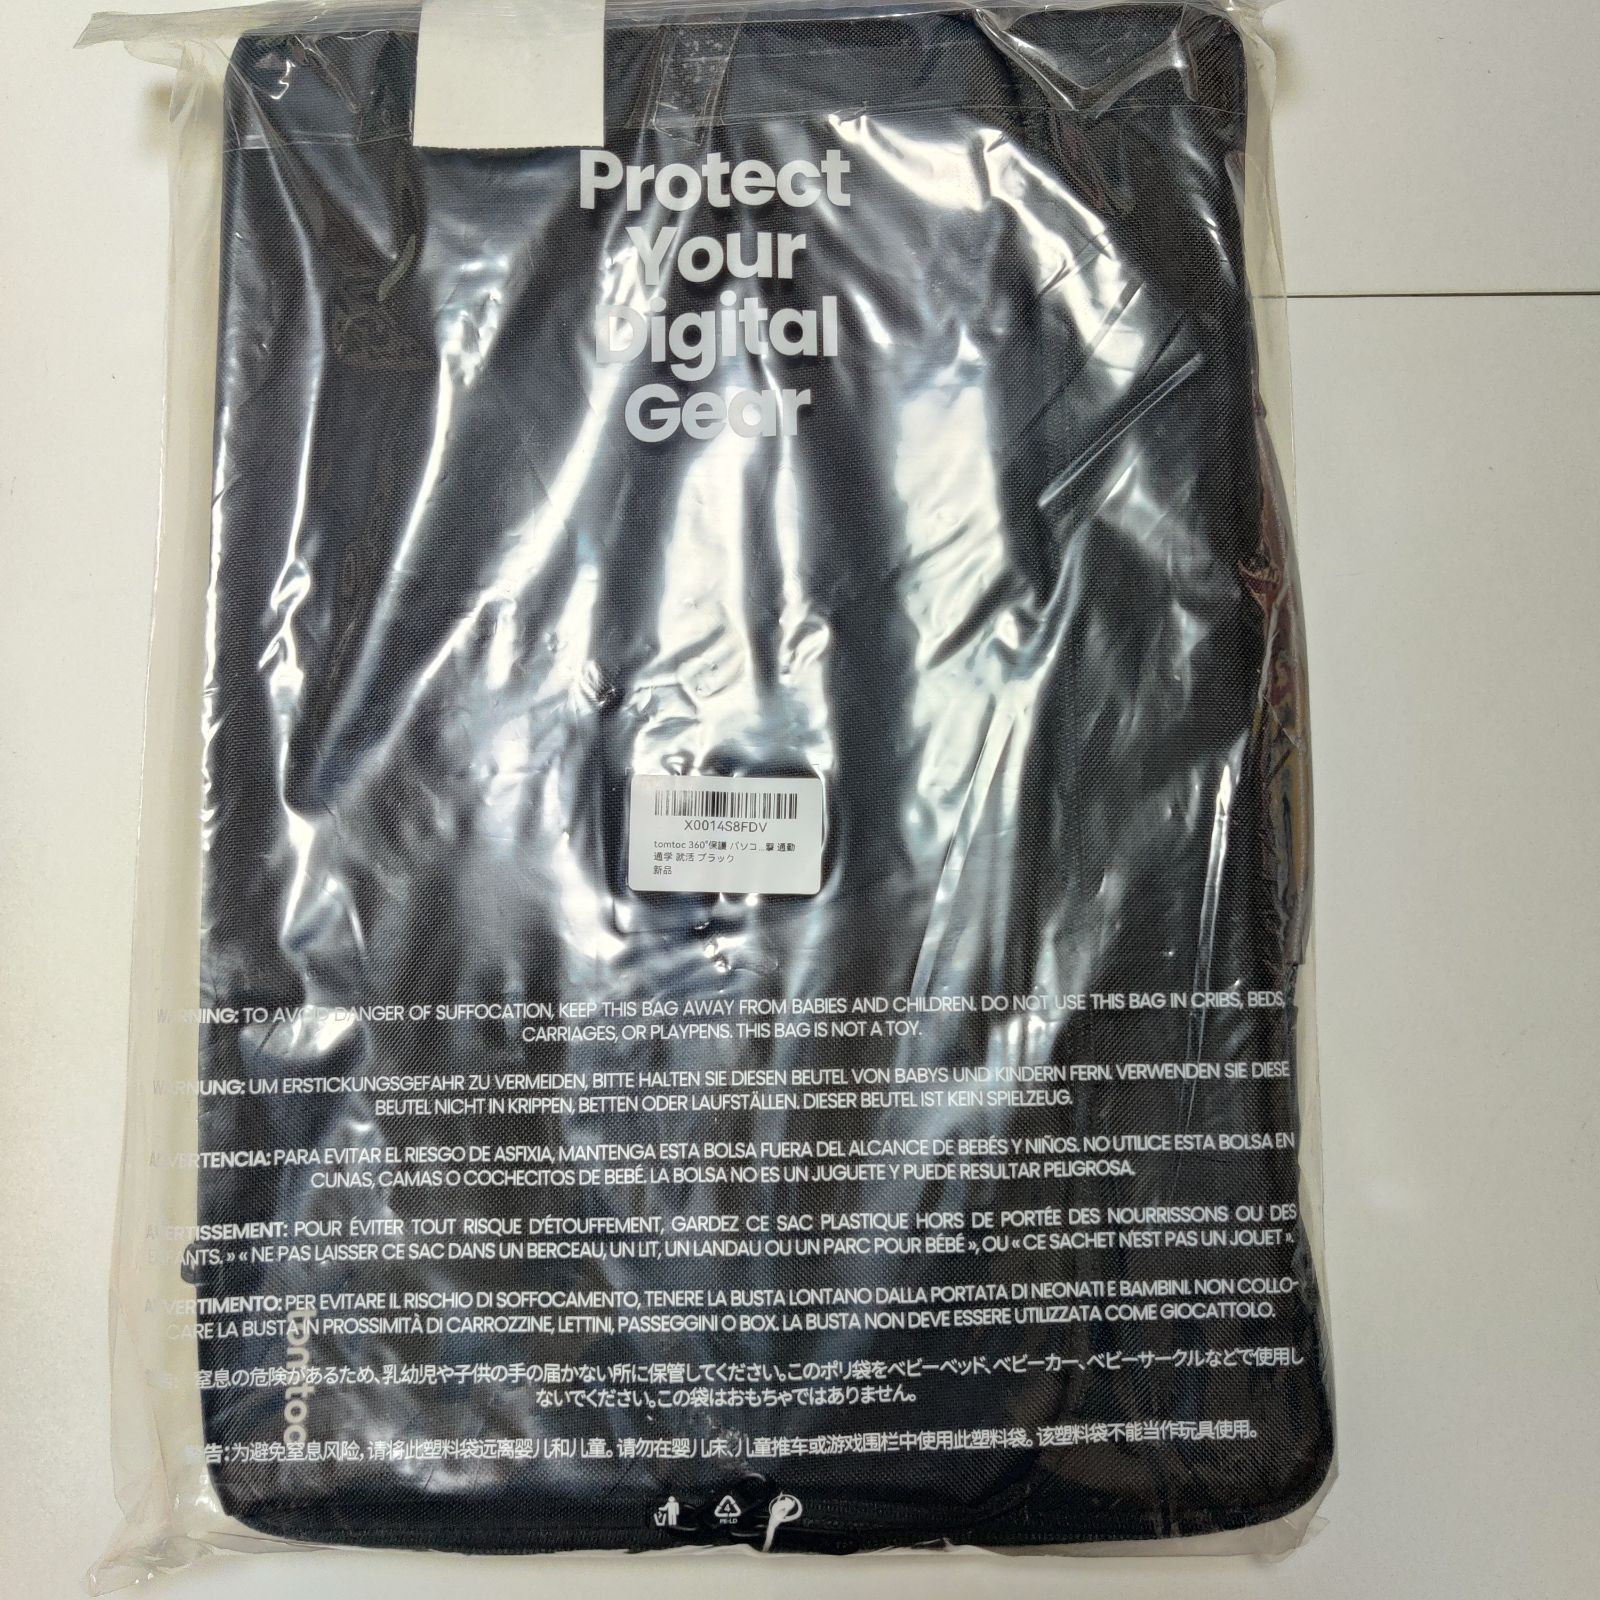 Protect
Your
Digital
Gear
X0014S8FDV
tomtoc 360°保護 パソコ...撃 通勤
通学 就活 ブラック
新品
WARNING: TO AVOID DANGER OF SUFFOCATION, KEEP THIS BAG AWAY FROM BABIES AND CHILDREN. DO NOT USE THIS BAG IN CRIBS, BEDS,
CARRIAGES, OR PLAYPENS. THIS BAG IS NOT A TOY.
WARNUNG: UM ERSTICKUNGSGEFAHR ZU VERMEIDEN, BITTE HALTEN SIE DIESEN BEUTEL VON BABYS UND KINDERN FERN. VERWENDEN SIE DIESE
BEUTEL NICHT IN KRIPPEN, BETTEN ODER LAUFSTÄLLEN. DIESER BEUTEL IST KEIN SPIELZEUG.
ADVERTENCIA: PARA EVITAR EL RIESGO DE ASFIXIA, MANTENGA ESTA BOLSA FUERA DEL ALCANCE DE BEBÉS Y NIÑOS. NO UTILICE ESTA BOLSA EN
CUNAS, CAMAS O COCHECITOS DE BEBÉ. LA BOLSA NO ES UN JUGUETE Y PUEDE RESULTAR PELIGROSA.
AVERTISSEMENT: POUR ÉVITER TOUT RISQUE D'ÉTOUFFEMENT, GARDEZ CE SAC PLASTIQUE HORS DE PORTÉE DES NOURRISSONS OU DES
ENFANTS. » « NE PAS LAISSER CE SAC DANS UN BERCEAU, UN LIT, UN LANDAU OU UN PARC POUR BÉBÉ », OU « CE SACHET N'EST PAS UN JOUET ».
AVVERTIMENTO: PER EVITARE IL RISCHIO DI SOFFOCAMENTO, TENERE LA BUSTA LONTANO DALLA PORTATA DI NEONATI E BAMBINI. NON COLLO-
CARE LA BUSTA IN PROSSIMITÀ DI CARROZZINE, LETTINI, PASSEGGINI O BOX. LA BUSTA NON DEVE ESSERE UTILIZZATA COME GIOCATTOLO.
窒息の危険があるため、乳幼児や子供の手の届かない所に保管してください。このポリ袋をベビーベッド、ベビーカー、ベビーサークルなどで使用し
ないでください。この袋はおもちゃではありません。
警告：为避免窒息风险，请将此塑料袋远离婴儿和儿童。请勿在婴儿床、儿童推车或游戏围栏中使用此塑料袋。该塑料袋不能当作玩具使用。
tomtoc
4
PE-LD